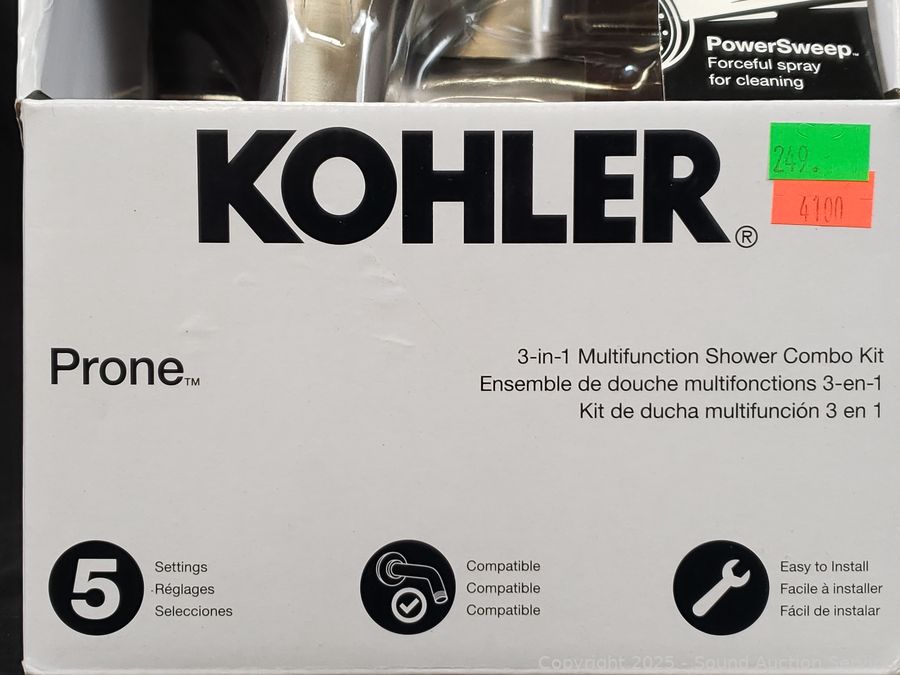 PowerSweep™
Forceful spray
for cleaning
KOHLER®
249.
4100
Prone™
3-in-1 Multifunction Shower Combo Kit
Ensemble de douche multifonctions 3-en-1
Kit de ducha multifunción 3 en 1
5
Settings
Réglages
Selecciones
Compatible
Compatible
Compatible
Easy to Install
Facile à installer
Fácil de instalar
Copyright 2025 - Sound Auction Service